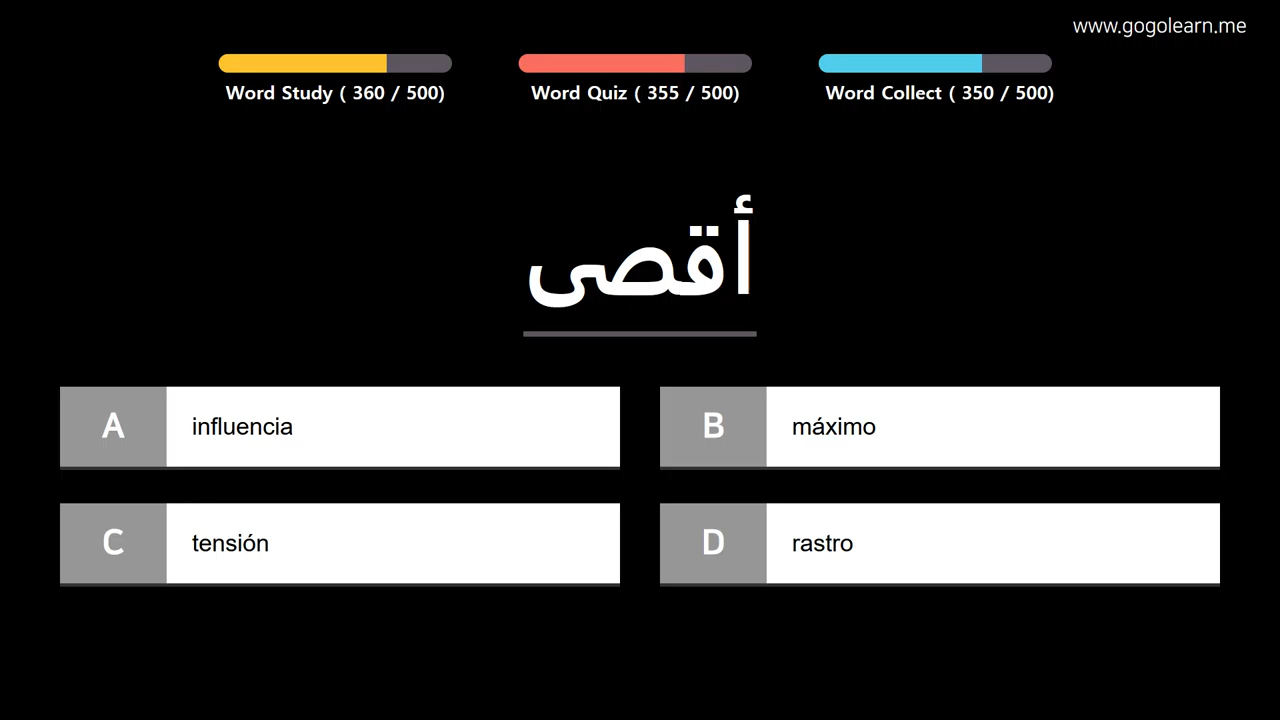 www.gogolearn.me
Word Study ( 360 / 500)
Word Quiz ( 355 / 500)
Word Collect ( 350 / 500)
أقصى
A influencia
B máximo
C tensión
D rastro